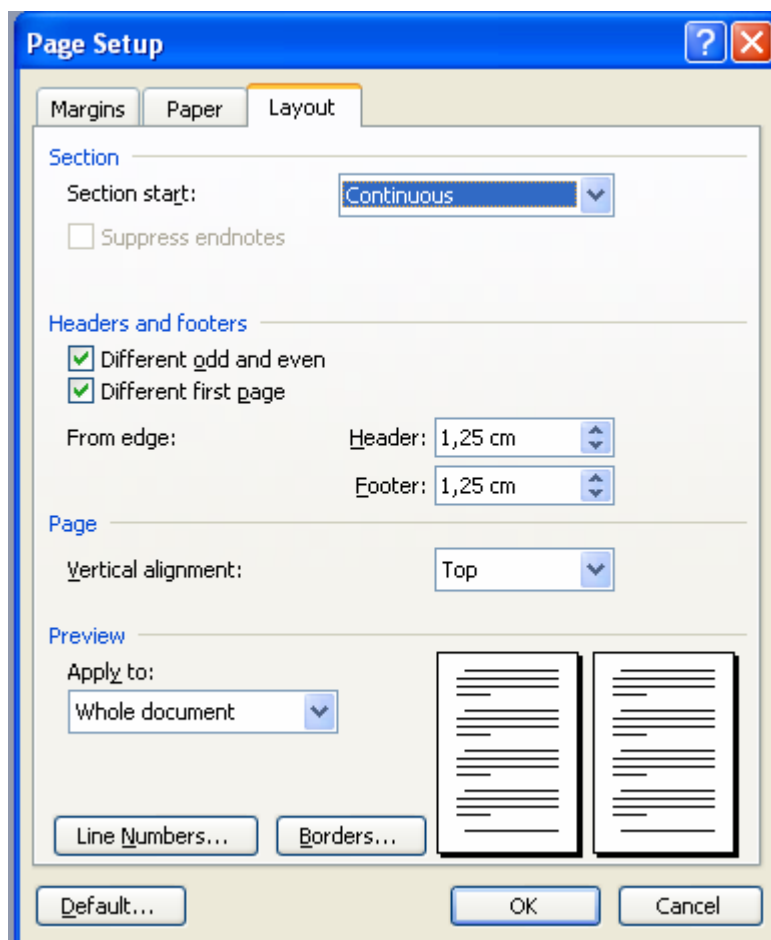 Page Setup
Margins Paper Layout
Section
Section start: Continuous
Suppress endnotes
Headers and footers
Different odd and even
Different first page
From edge: Header: 1,25 cm
Footer: 1,25 cm
Page
Vertical alignment: Top
Preview
Apply to:
Whole document
Line Numbers... Borders...
Default... OK Cancel